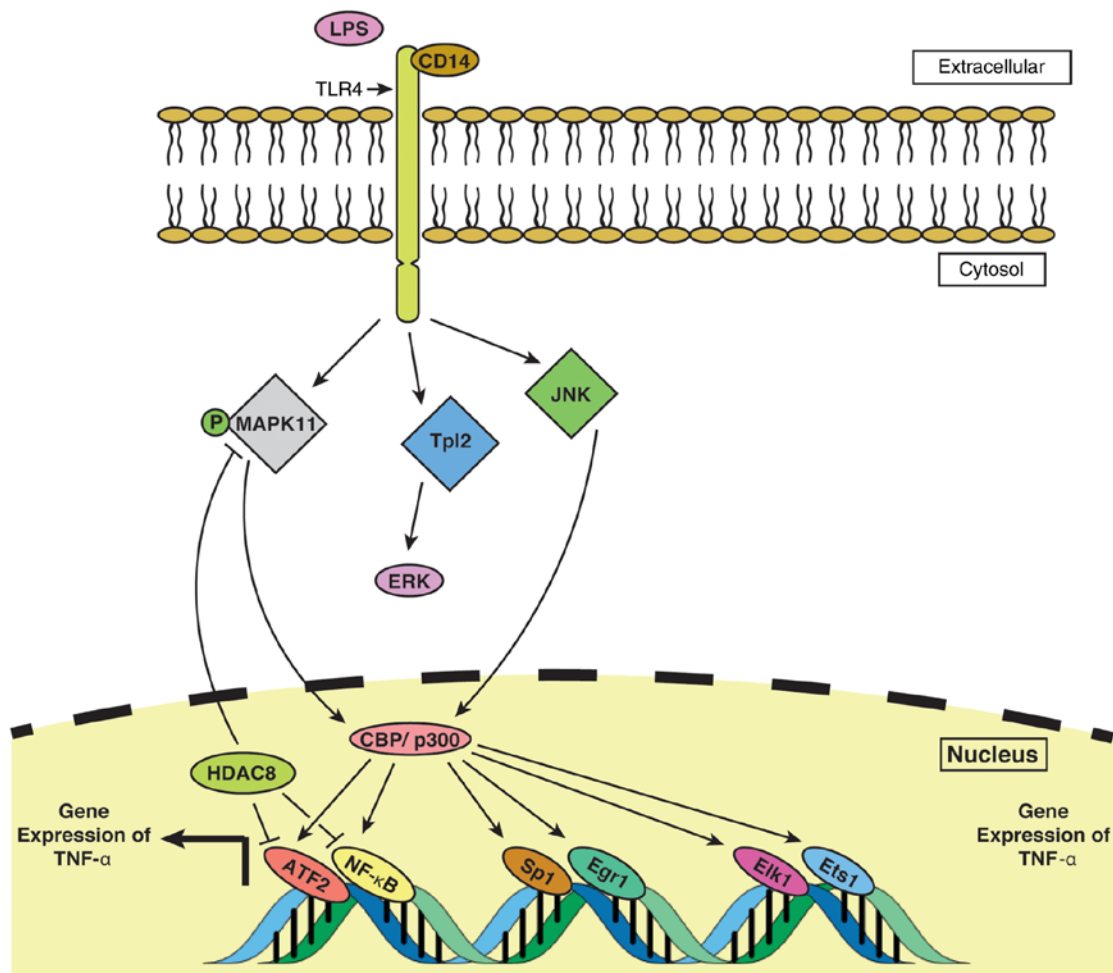 LPS
CD14
Extracellular
TLR4
Cytosol
JNK
P
MAPK11
Tpl2
ERK
CBP/ p300
Nucleus
HDAC8
Gene
Expression of
TNF-α
Gene
Expression of
TNF-α
ATF2
NF-κB
Sp1
Egr1
Elk1
Ets1